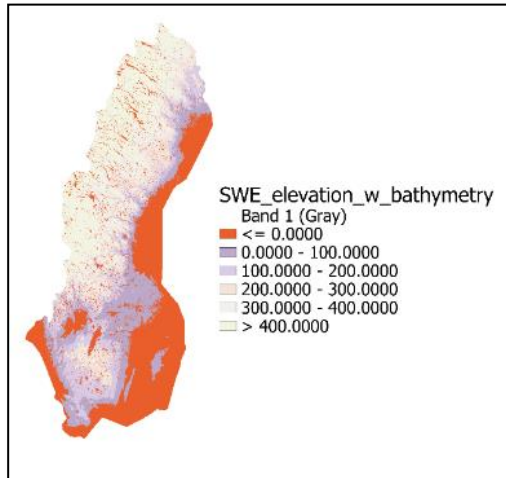 SWE_elevation_w_bathymetry
Band 1 (Gray)
<= 0.0000
0.0000 - 100.0000
100.0000 - 200.0000
200.0000 - 300.0000
300.0000 - 400.0000
> 400.0000